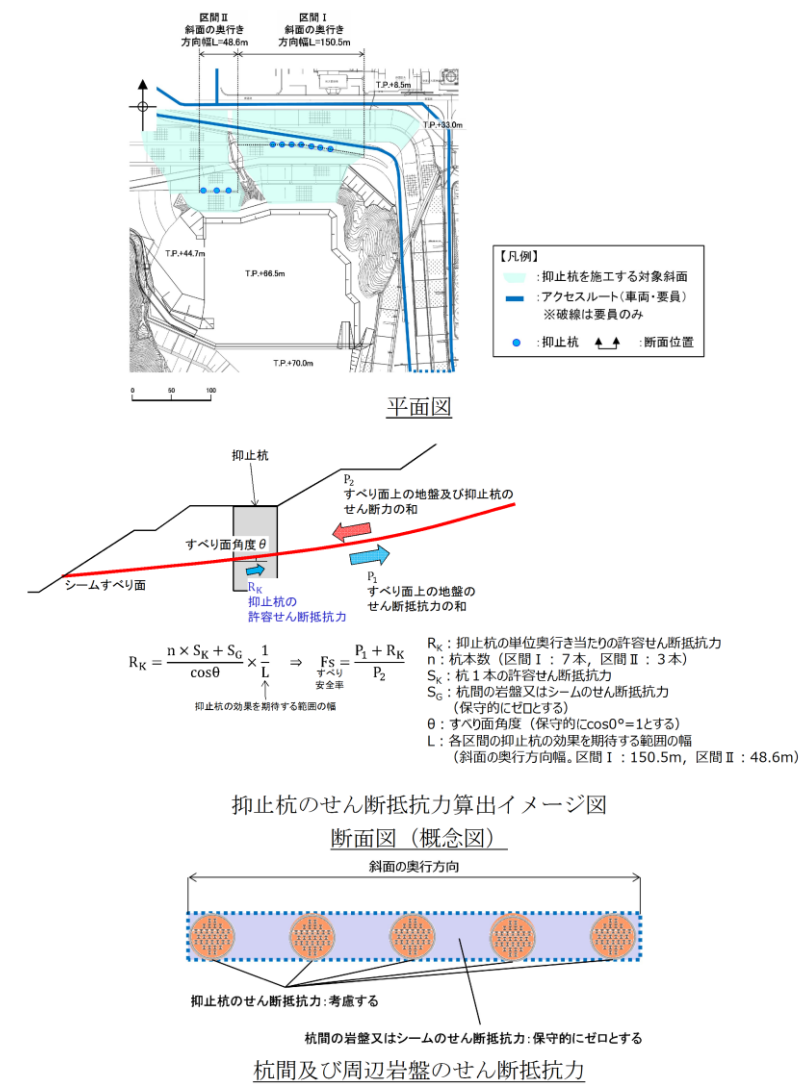 区間Ⅱ
斜面の奥行き
方向幅L=48.6m
区間Ⅰ
斜面の奥行き
方向幅L=150.5m
T.P.+8.5m
T.P.+33.0m
T.P.+44.7m
T.P.+66.5m
T.P.+70.0m
0 50 100
【凡例】
:抑止杭を施工する対象斜面
:アクセスルート(車両・要員)
※破線は要員のみ
:抑止杭 :断面位置
平面図
抑止杭
P₂
すべり面上の地盤及び抑止杭の
せん断力の和
すべり面角度θ
シームすべり面
R_K
抑止杭の
許容せん断抵抗力
P₁
すべり面上の地盤の
せん断抵抗力の和
R_K = (n × S_K + S_G)/cosθ × 1/L ⇒ Fs = (P₁ + R_K)/P₂
すべり
安全率
抑止杭の効果を期待する範囲の幅
R_K:抑止杭の単位奥行き当たりの許容せん断抵抗力
n:杭本数(区間Ⅰ:7本,区間Ⅱ:3本)
S_K:杭1本の許容せん断抵抗力
S_G:杭間の岩盤又はシームのせん断抵抗力
(保守的にゼロとする)
θ:すべり面角度(保守的にcos0°=1とする)
L:各区間の抑止杭の効果を期待する範囲の幅
(斜面の奥行方向幅。区間Ⅰ:150.5m,区間Ⅱ:48.6m)
抑止杭のせん断抵抗力算出イメージ図
断面図(概念図)
斜面の奥行方向
抑止杭のせん断抵抗力:考慮する
杭間の岩盤又はシームのせん断抵抗力:保守的にゼロとする
杭間及び周辺岩盤のせん断抵抗力